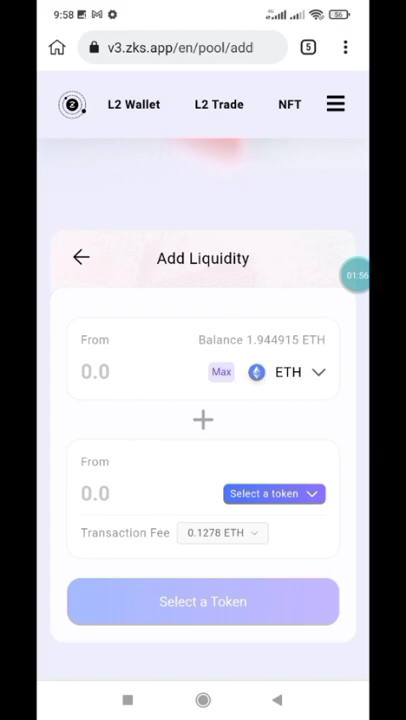 9:58
4G
56
v3.zks.app/en/pool/add
5
L2 Wallet L2 Trade NFT
Add Liquidity
01:56
From Balance 1.944915 ETH
0.0 Max ETH
From
0.0 Select a token
Transaction Fee 0.1278 ETH
Select a Token